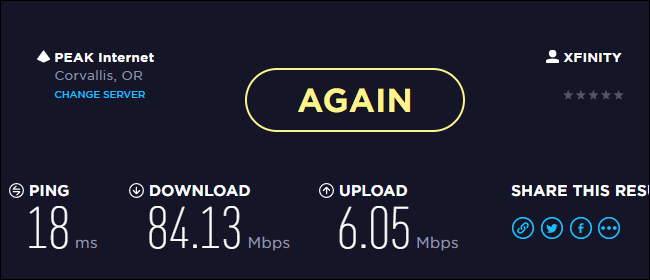 PEAK Internet
Corvallis, OR
CHANGE SERVER
AGAIN
XFINITY
PING
18 ms
DOWNLOAD
84.13 Mbps
UPLOAD
6.05 Mbps
SHARE THIS RESU